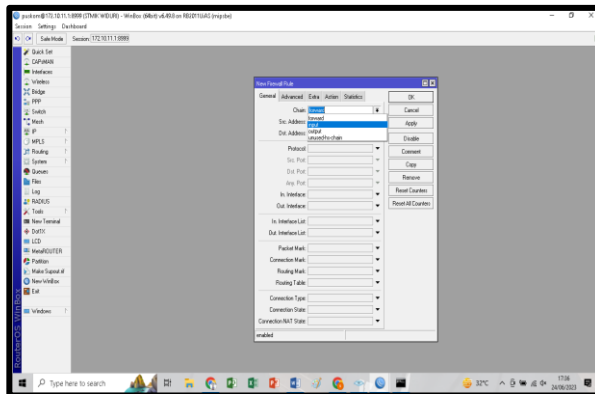 puskom@172.10.11.1:8999 (STMIK WIDURI) - WinBox (64bit) v6.49.8 on RB2011UiAS (mipsbe)
Session Settings Dashboard
Safe Mode Session: 172.10.11.1:8999
Quick Set
CAPsMAN
Interfaces
Wireless
Bridge
PPP
Switch
Mesh
IP
MPLS
Routing
System
Queues
Files
Log
RADIUS
Tools
New Terminal
Dot1X
LCD
MetaROUTER
Partition
Make Supout.rif
New WinBox
Exit
Windows
RouterOS WinBox
New Firewall Rule
General Advanced Extra Action Statistics
Chain: forward
forward
input
output
unused-hs-chain
Src. Address:
Dst. Address:
Protocol:
Src. Port:
Dst. Port:
Any. Port:
In. Interface:
Out. Interface:
In. Interface List:
Out. Interface List:
Packet Mark:
Connection Mark:
Routing Mark:
Routing Table:
Connection Type:
Connection State:
Connection NAT State:
enabled
OK
Cancel
Apply
Disable
Comment
Copy
Remove
Reset Counters
Reset All Counters
Type here to search
32°C
17:06
24/06/2023